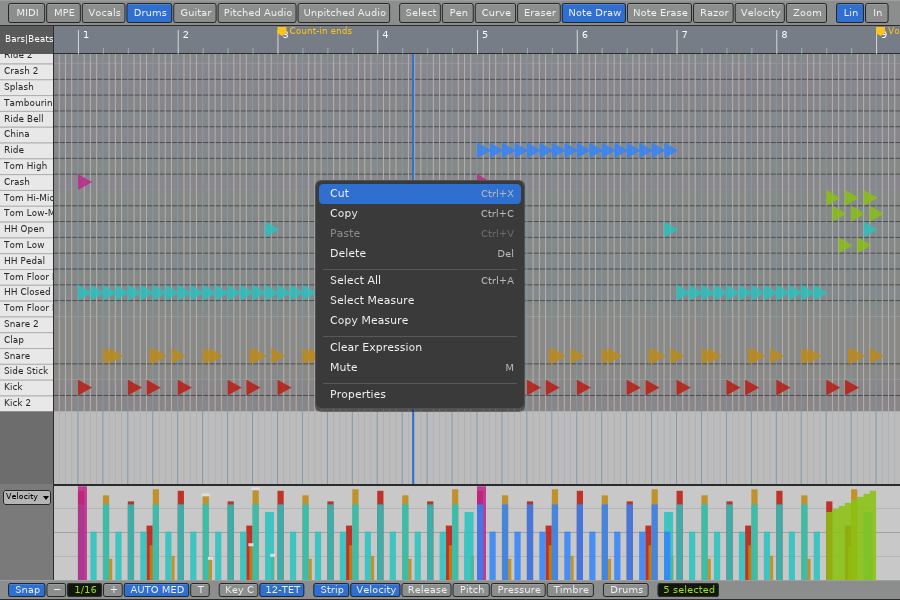 MIDI MPE Vocals Drums Guitar Pitched Audio Unpitched Audio Select Pen Curve Eraser Note Draw Note Erase Razor Velocity Zoom Lin In
Bars|Beats 1 2 3 Count-in ends 4 5 6 7 8 9 Vo
Ride 2
Crash 2
Splash
Tambourin
Ride Bell
China
Ride
Tom High
Crash
Tom Hi-Mid
Tom Low-M
HH Open
Tom Low
HH Pedal
Tom Floor
HH Closed
Tom Floor
Snare 2
Clap
Snare
Side Stick
Kick
Kick 2
Cut Ctrl+X
Copy Ctrl+C
Paste Ctrl+V
Delete Del
Select All Ctrl+A
Select Measure
Copy Measure
Clear Expression
Mute M
Properties
Velocity
Snap − 1/16 + AUTO MED T Key C 12-TET Strip Velocity Release Pitch Pressure Timbre Drums 5 selected